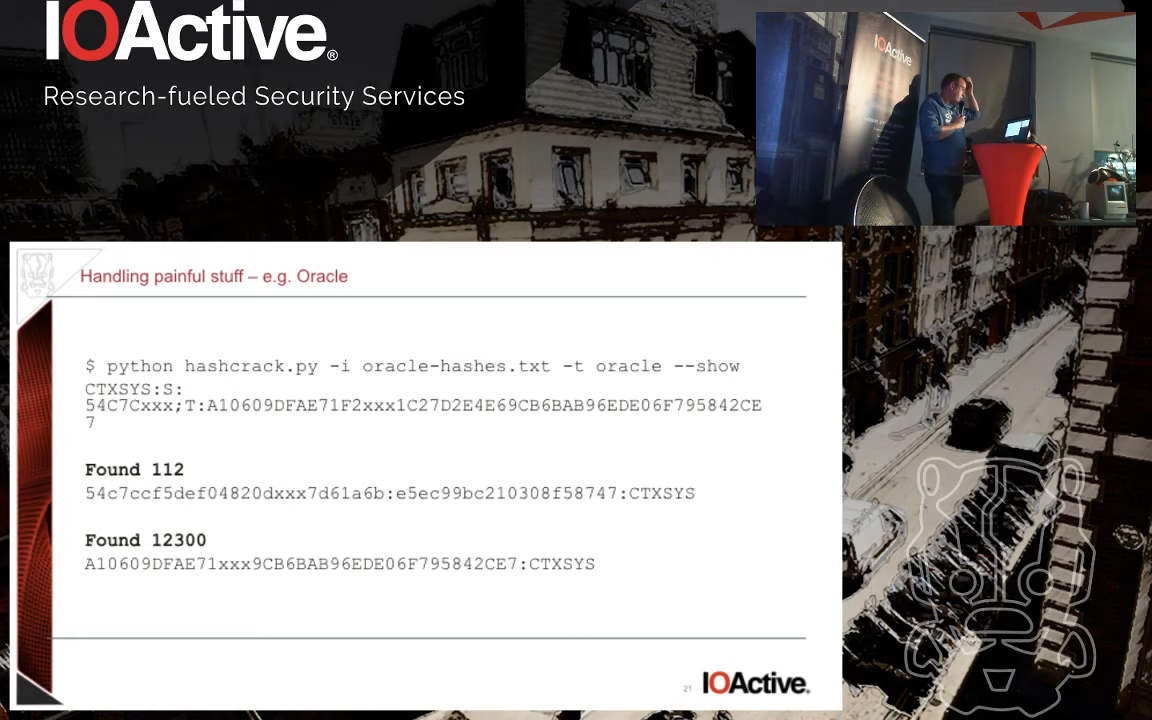 IOActive®
Research-fueled Security Services
IOActive
Handling painful stuff – e.g. Oracle
$ python hashcrack.py -i oracle-hashes.txt -t oracle --show
CTXSYS:S:
54C7Cxxx;T:A10609DFAE71F2xxx1C27D2E4E69CB6BAB96EDE06F795842CE
7
Found 112
54c7ccf5def04820dxxx7d61a6b:e5ec99bc210308f58747:CTXSYS
Found 12300
A10609DFAE71xxx9CB6BAB96EDE06F795842CE7:CTXSYS
21
IOActive.